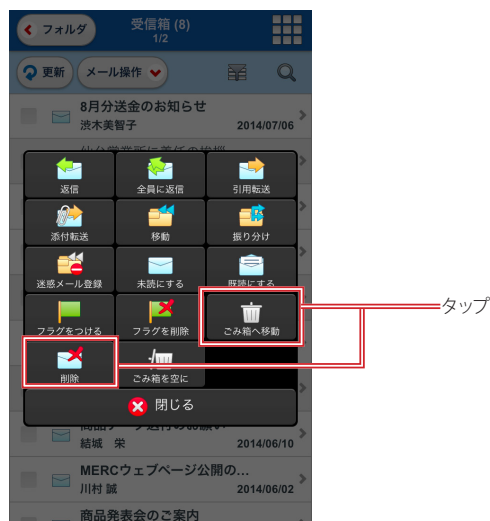 フォルダ
受信箱 (8)
1/2
更新
メール操作
8月分送金のお知らせ
渋木美智子
2014/07/06
返信
全員に返信
引用転送
添付転送
移動
振り分け
迷惑メール登録
未読にする
既読にする
フラグをつける
フラグを削除
ごみ箱へ移動
タップ
削除
ごみ箱を空に
閉じる
結城 栄
2014/06/10
MERCウェブページ公開の...
川村 誠
2014/06/02
商品発表会のご案内